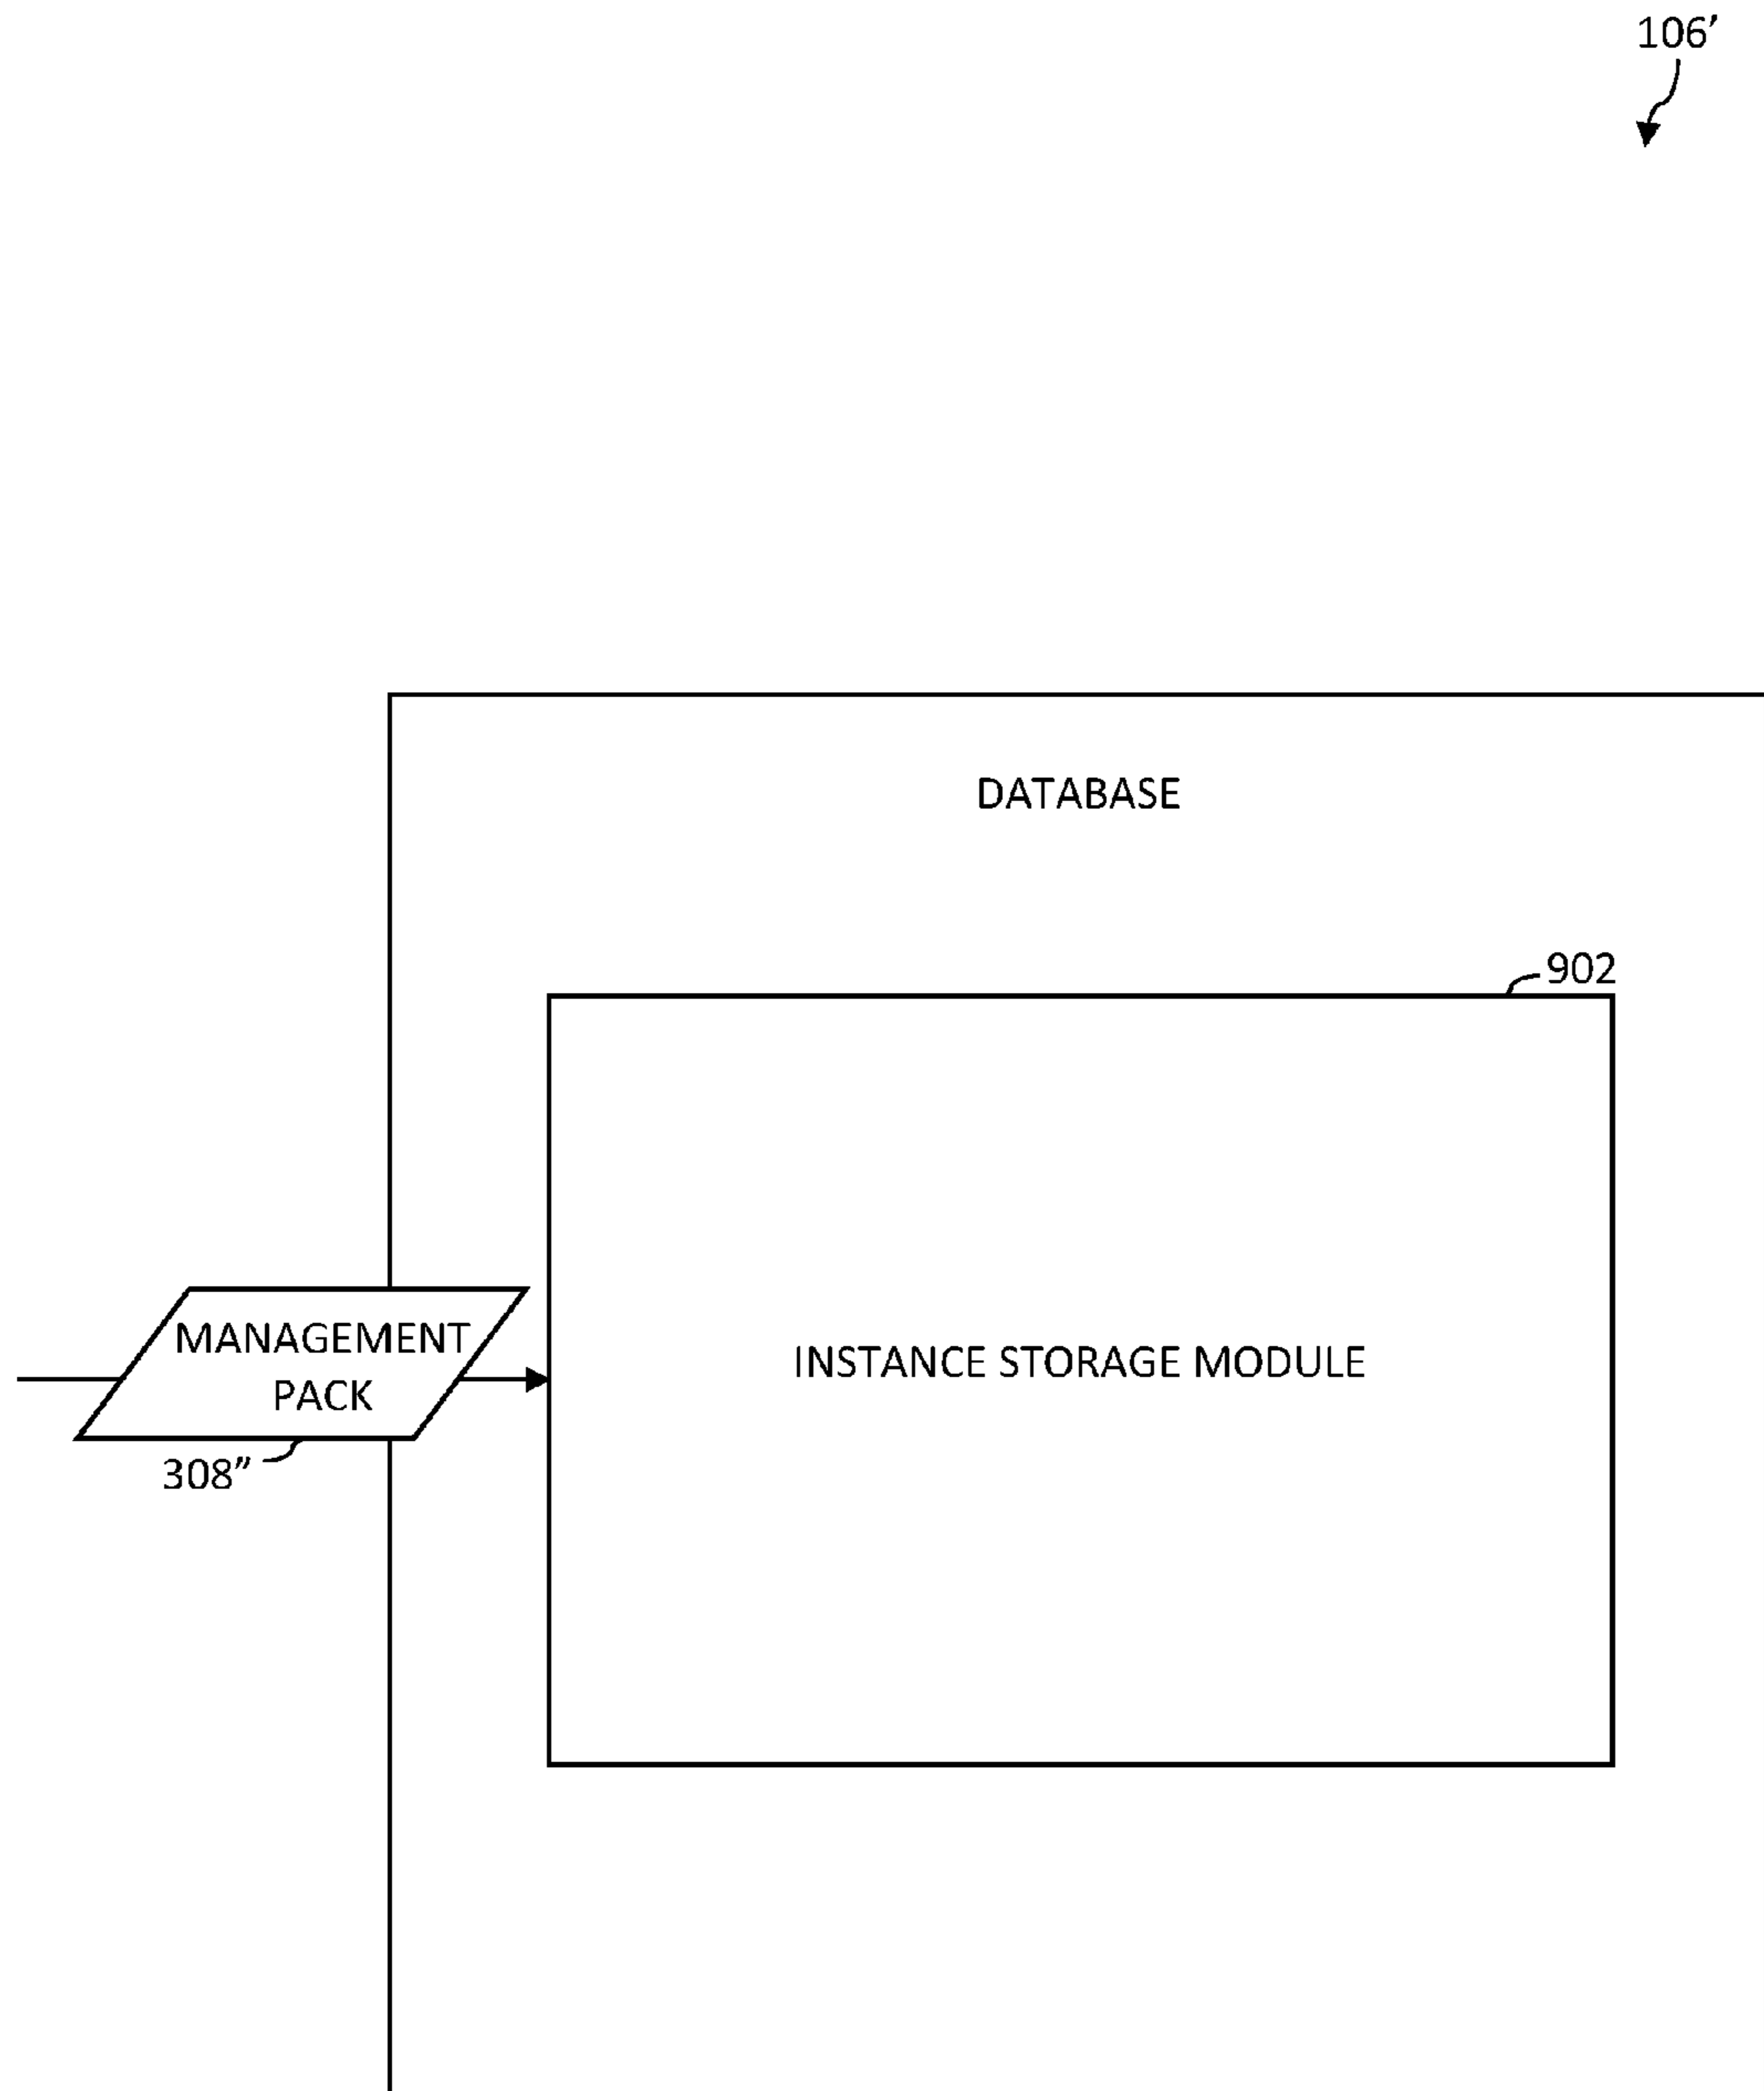 106’
DATABASE
902
INSTANCE STORAGE MODULE
MANAGEMENT
PACK
308”